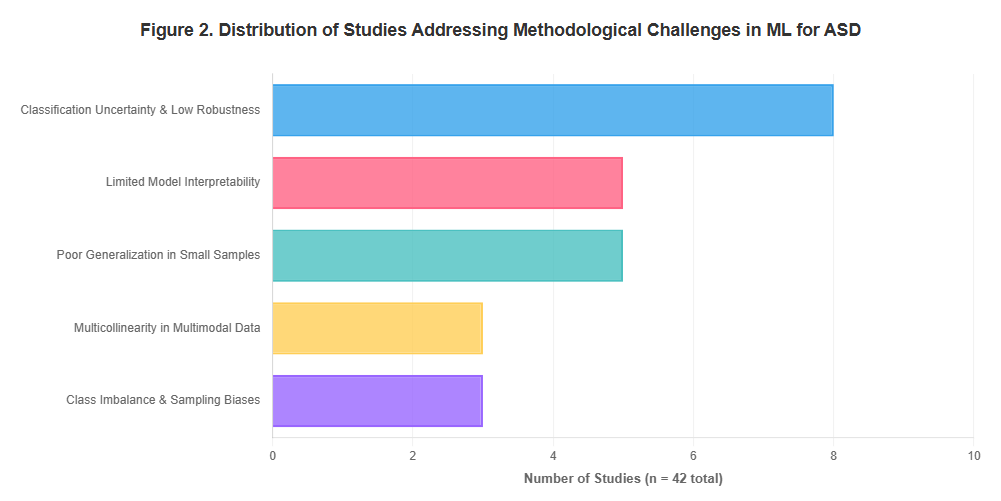 Figure 2. Distribution of Studies Addressing Methodological Challenges in ML for ASD
Classification Uncertainty & Low Robustness
Limited Model Interpretability
Poor Generalization in Small Samples
Multicollinearity in Multimodal Data
Class Imbalance & Sampling Biases
0 2 4 6 8 10
Number of Studies (n = 42 total)